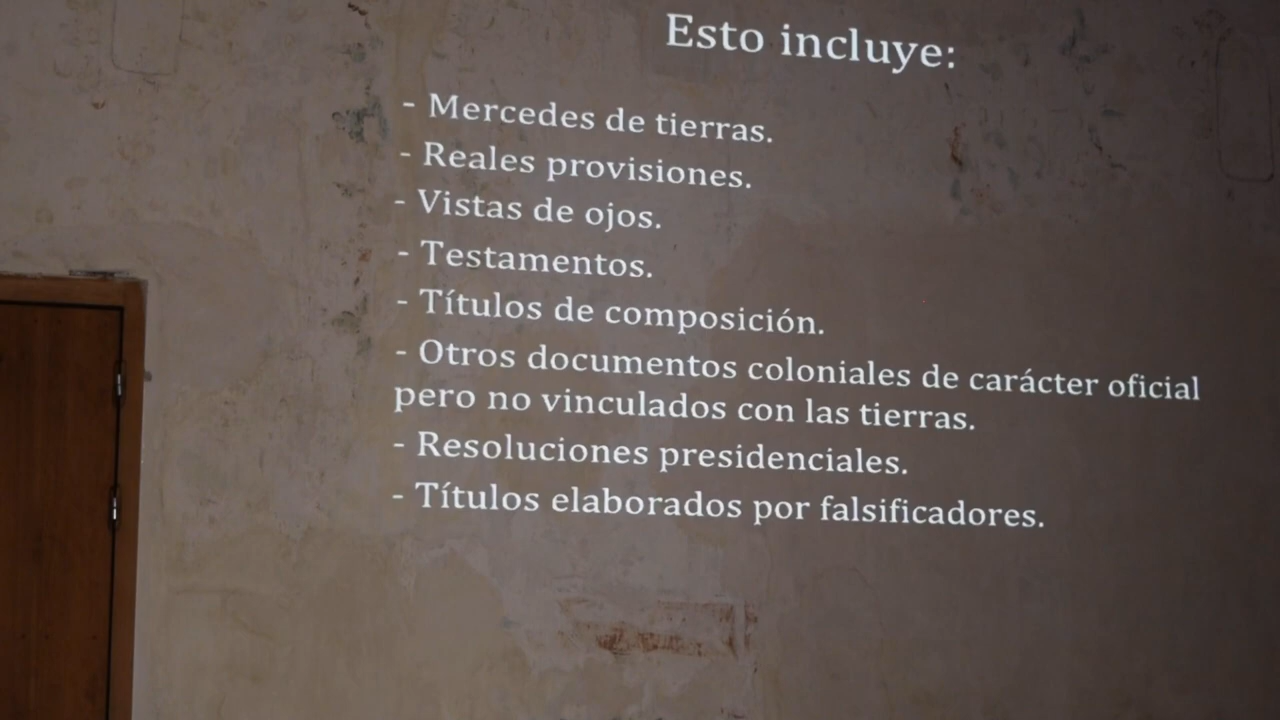 Esto incluye:
- Mercedes de tierras.
- Reales provisiones.
- Vistas de ojos.
- Testamentos.
- Títulos de composición.
- Otros documentos coloniales de carácter oficial
pero no vinculados con las tierras.
- Resoluciones presidenciales.
- Títulos elaborados por falsificadores.